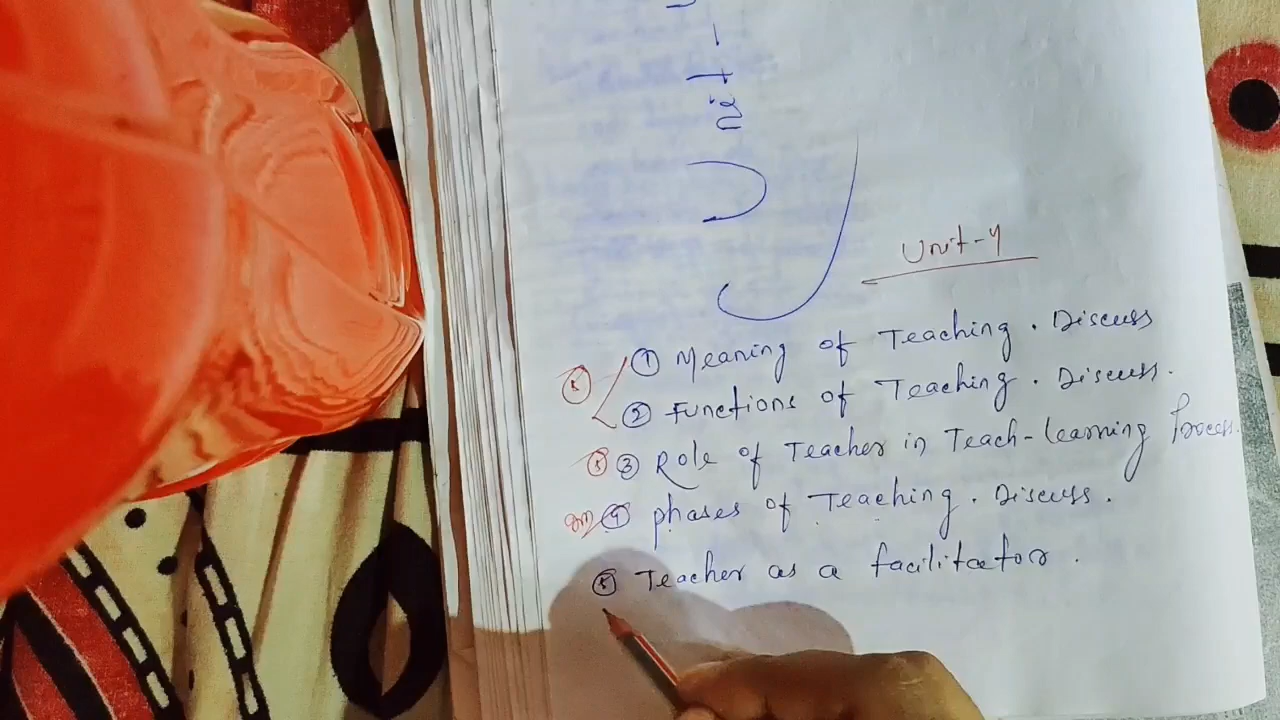 Unit-4
① Meaning of Teaching. Discuss
② Functions of Teaching. Discuss.
③ Role of Teacher in Teach-learning Process.
④ phases of Teaching. Discuss.
⑤ Teacher as a facilitator.